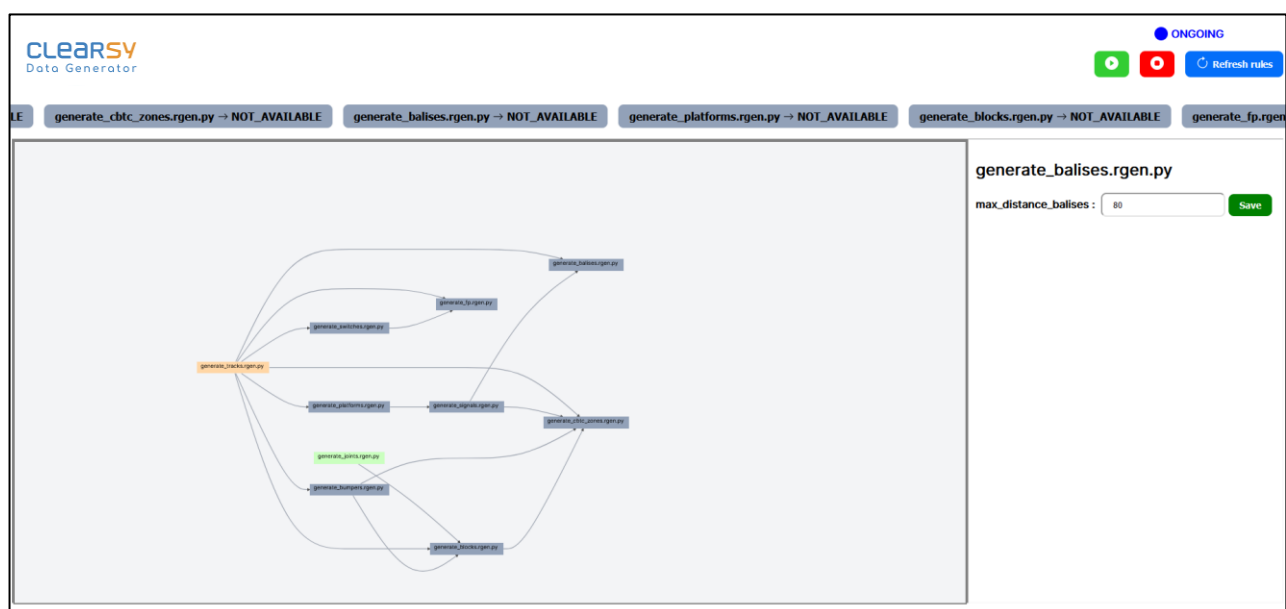 CLEARSY
Data Generator
ONGOING
Refresh rules
LE
generate_cbtc_zones.rgen.py → NOT_AVAILABLE
generate_balises.rgen.py → NOT_AVAILABLE
generate_platforms.rgen.py → NOT_AVAILABLE
generate_blocks.rgen.py → NOT_AVAILABLE
generate_fp.rgen
generate_balises.rgen.py
max_distance_balises :
80
Save
generate_balises.rgen.py
generate_fp.rgen.py
generate_switches.rgen.py
generate_tracks.rgen.py
generate_platforms.rgen.py
generate_signals.rgen.py
generate_cbtc_zones.rgen.py
generate_joints.rgen.py
generate_bumpers.rgen.py
generate_blocks.rgen.py